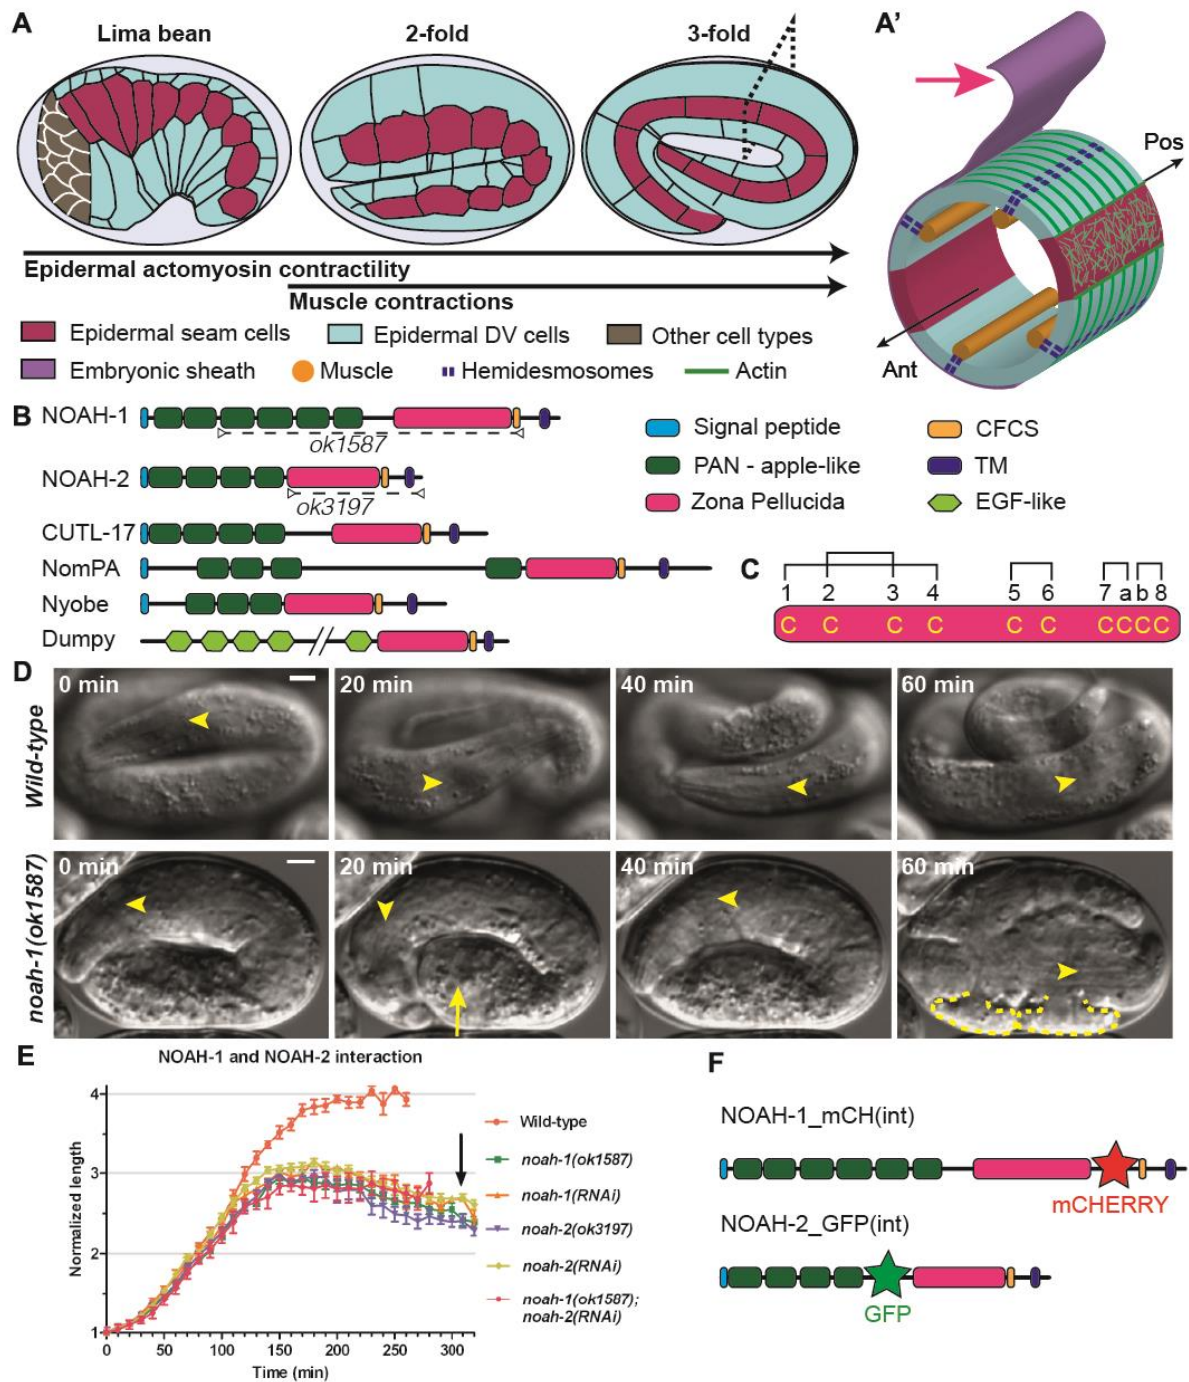 A
Lima bean
2-fold
3-fold
A'
Pos
Ant
Epidermal actomyosin contractility
Muscle contractions
Epidermal seam cells
Epidermal DV cells
Other cell types
Embryonic sheath
Muscle
Hemidesmosomes
Actin
B
NOAH-1
ok1587
NOAH-2
ok3197
CUTL-17
NomPA
Nyobe
Dumpy
Signal peptide
CFCS
PAN - apple-like
TM
Zona Pellucida
EGF-like
C
1 2 3 4 5 6 7 a b 8
C C C C C C C C C C
D
Wild-type
0 min
20 min
40 min
60 min
noah-1(ok1587)
0 min
20 min
40 min
60 min
E
NOAH-1 and NOAH-2 interaction
Normalized length
4
3
2
1
0 50 100 150 200 250 300
Time (min)
Wild-type
noah-1(ok1587)
noah-1(RNAi)
noah-2(ok3197)
noah-2(RNAi)
noah-1(ok1587);
noah-2(RNAi)
F
NOAH-1_mCH(int)
mCHERRY
NOAH-2_GFP(int)
GFP